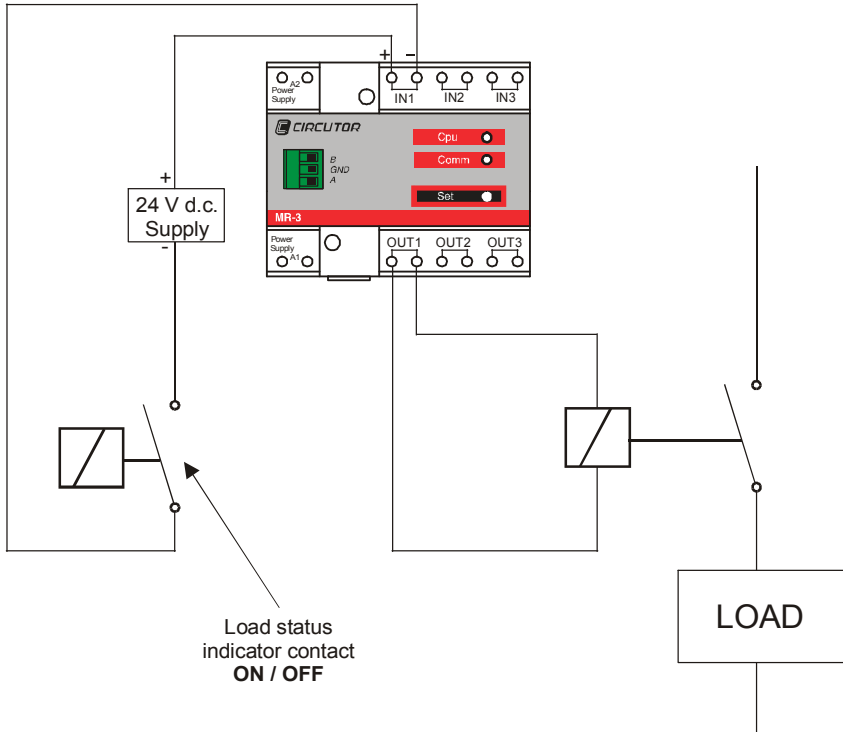 + −
A2
Power
Supply
IN1 IN2 IN3
CIRCUTOR
Cpu
Comm
B
GND
A
Set
MR-3
Power
Supply
A1
OUT1 OUT2 OUT3
+
24 V d.c.
Supply
-
Load status
indicator contact
ON / OFF
LOAD